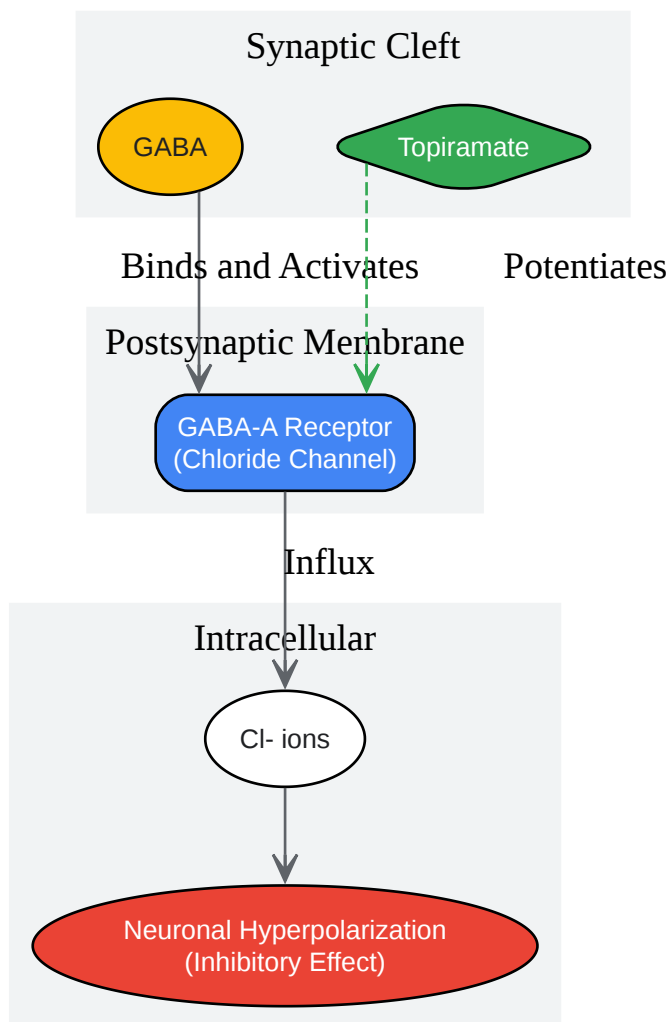 Synaptic Cleft
GABA
Topiramate
Binds and Activates
Potentiates
Postsynaptic Membrane
GABA-A Receptor
(Chloride Channel)
Influx
Intracellular
Cl- ions
Neuronal Hyperpolarization
(Inhibitory Effect)